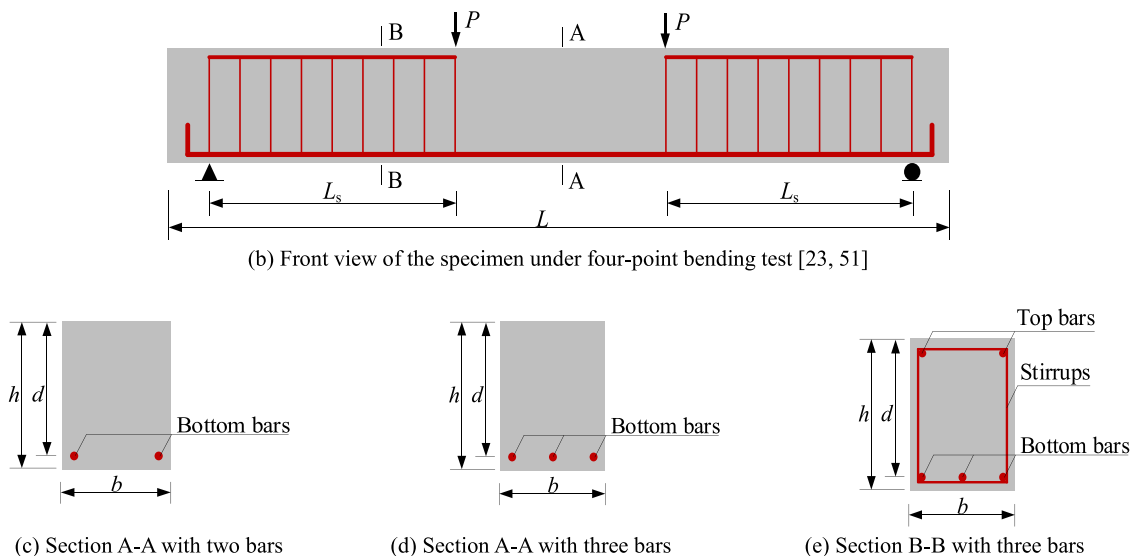 B
P
A
P
B
A
Ls
Ls
L
(b) Front view of the specimen under four-point bending test [23, 51]
h
d
Bottom bars
b
(c) Section A-A with two bars
h
d
Bottom bars
b
(d) Section A-A with three bars
Top bars
Stirrups
h
d
Bottom bars
b
(e) Section B-B with three bars